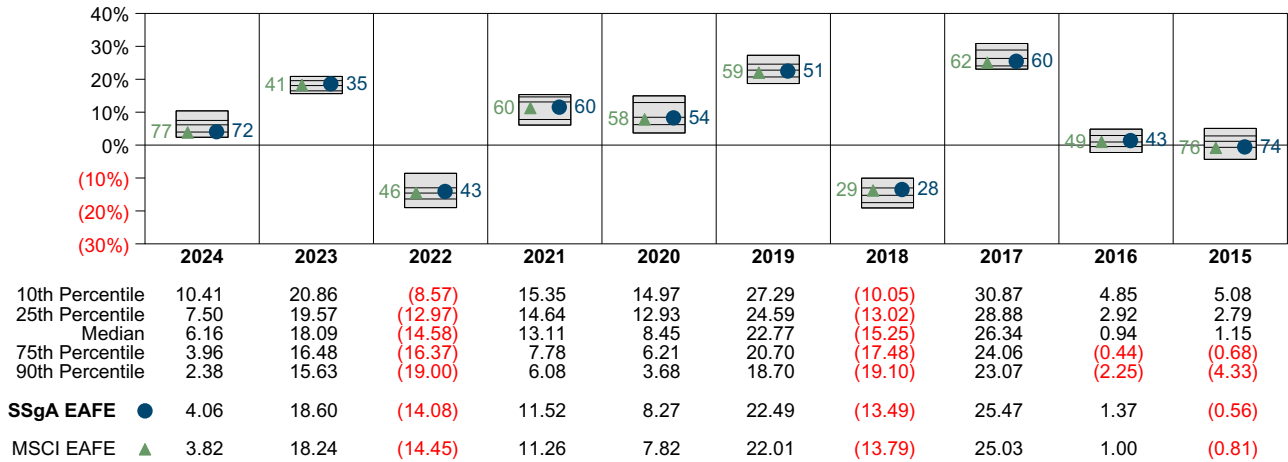 40%
30%
20%
10%
0%
(10%)
(20%)
(30%)
77 72
41 35
46 43
60 60
58 54
59 51
29 28
62 60
49 43
76 74
2024 2023 2022 2021 2020 2019 2018 2017 2016 2015
10th Percentile 10.41 20.86 (8.57) 15.35 14.97 27.29 (10.05) 30.87 4.85 5.08
25th Percentile 7.50 19.57 (12.97) 14.64 12.93 24.59 (13.02) 28.88 2.92 2.79
Median 6.16 18.09 (14.58) 13.11 8.45 22.77 (15.25) 26.34 0.94 1.15
75th Percentile 3.96 16.48 (16.37) 7.78 6.21 20.70 (17.48) 24.06 (0.44) (0.68)
90th Percentile 2.38 15.63 (19.00) 6.08 3.68 18.70 (19.10) 23.07 (2.25) (4.33)
SSgA EAFE 4.06 18.60 (14.08) 11.52 8.27 22.49 (13.49) 25.47 1.37 (0.56)
MSCI EAFE 3.82 18.24 (14.45) 11.26 7.82 22.01 (13.79) 25.03 1.00 (0.81)